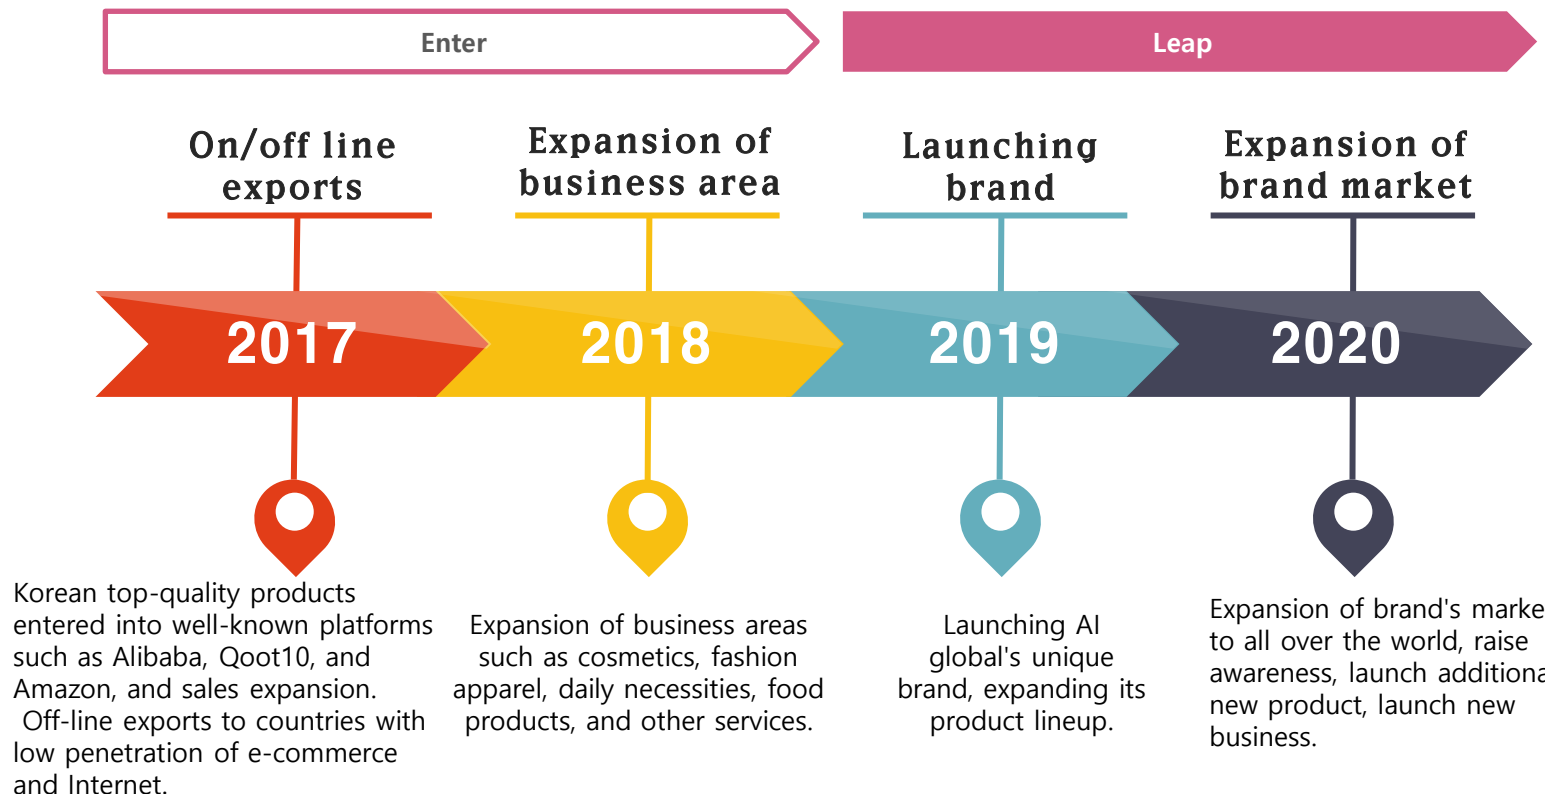 Enter
Leap
On/off line
exports
Expansion of
business area
Launching
brand
Expansion of
brand market
2017
2018
2019
2020
Korean top-quality products
entered into well-known platforms
such as Alibaba, Qoot10, and
Amazon, and sales expansion.
Off-line exports to countries with
low penetration of e-commerce
and Internet.
Expansion of business areas
such as cosmetics, fashion
apparel, daily necessities, food
products, and other services.
Launching AI
global's unique
brand, expanding its
product lineup.
Expansion of brand's marke
to all over the world, raise
awareness, launch additiona
new product, launch new
business.